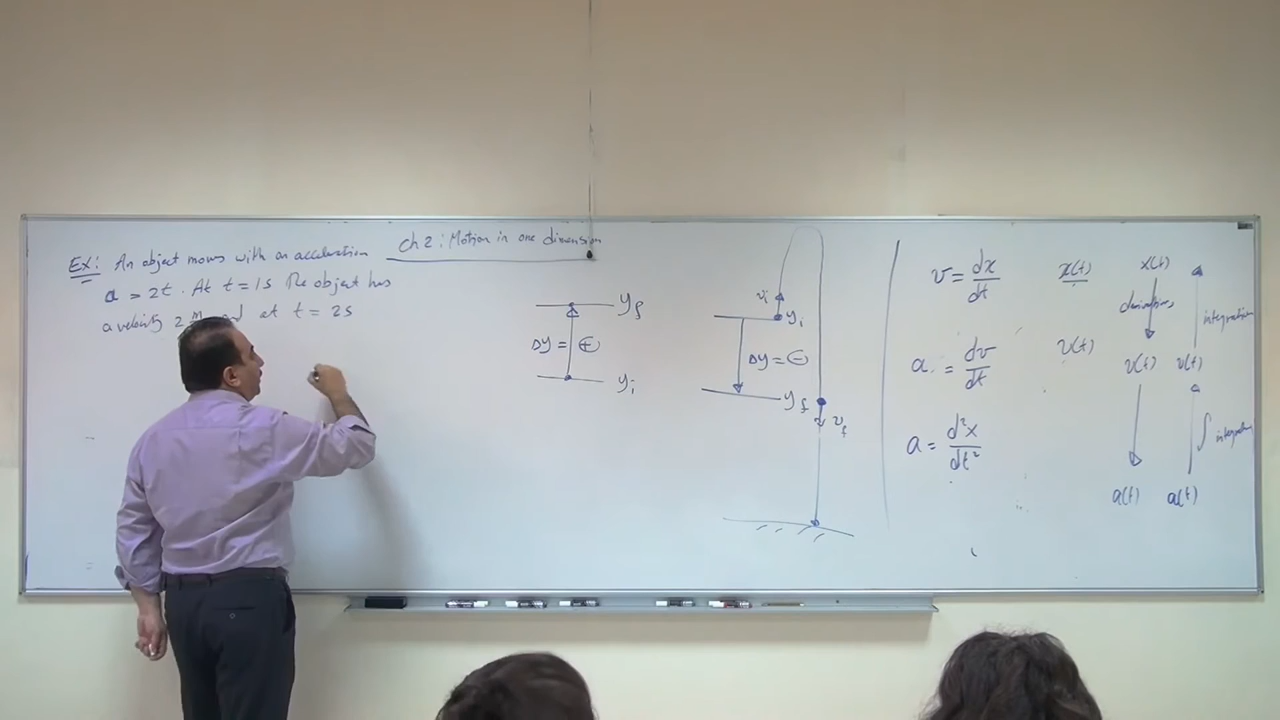 Ch 2: Motion in one dimension
Ex: An object moves with an acceleration
a = 2t. At t = 1s the object has
a velocity 2 m and at t = 2s
y_f
Δy = ⊕
y_i
v_i
y_i
Δy = ⊖
y_f
v_f
v = dx/dt
a = dv/dt
a = d²x/dt²
x(t)
v(t)
x(t)
derivations
v(t)
a(t)
integration
v(t)
∫ integration
a(t)